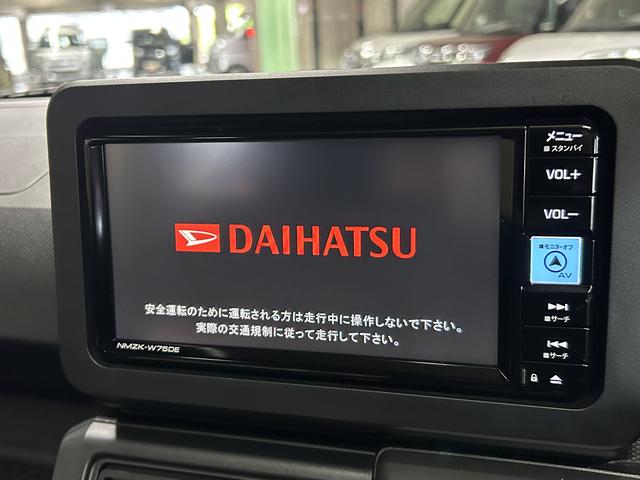 DAIHATSU
安全運転のために運転される方は走行中に操作しないで下さい。
実際の交通規制に従って走行して下さい。
NMZK-W75DE
メニュー
スタンバイ
VOL+
VOL-
モニターオフ
AV
サーチ
サーチ